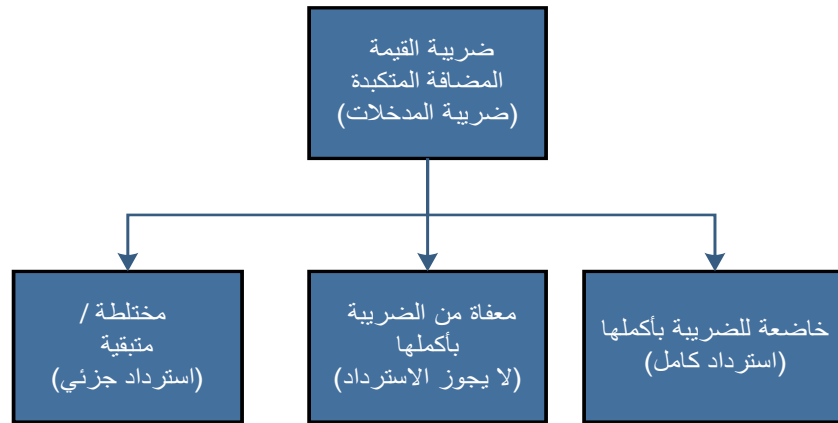 ضريبة القيمة
المضافة المتكبدة
(ضريبة المدخلات)
خاضعة للضريبة بأكملها
(استرداد كامل)
معفاة من الضريبة
بأكملها
(لا يجوز الاسترداد)
مختلطة /
متبقية
(استرداد جزئي)